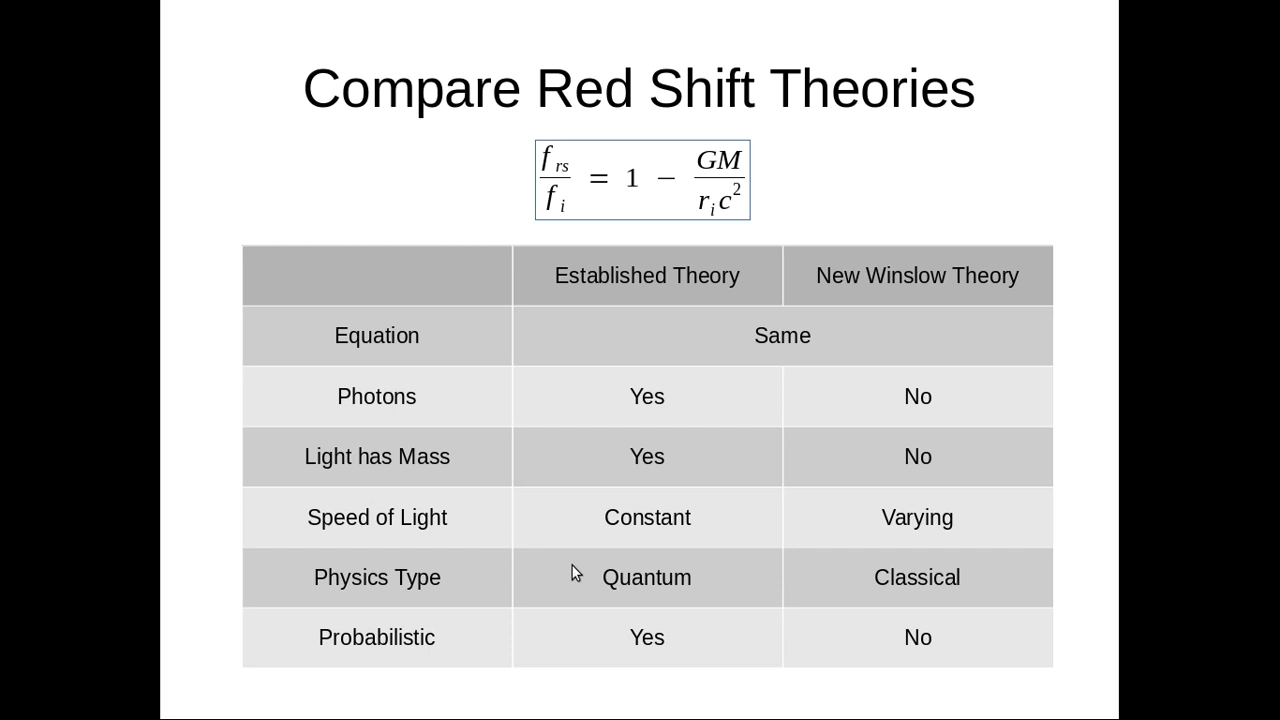 Compare Red Shift Theories
f_rs / f_i = 1 − GM / r_i c²
Established Theory New Winslow Theory
Equation Same
Photons Yes No
Light has Mass Yes No
Speed of Light Constant Varying
Physics Type Quantum Classical
Probabilistic Yes No